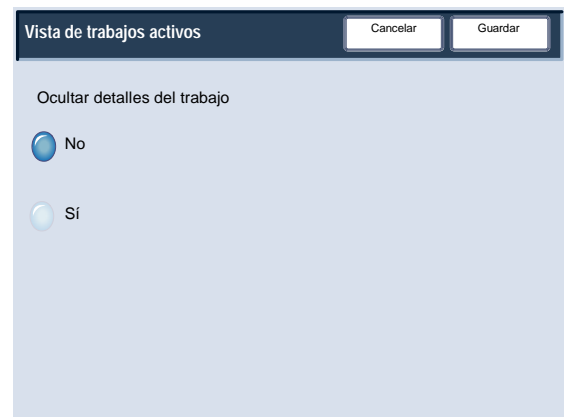 Vista de trabajos activos
Cancelar
Guardar
Ocultar detalles del trabajo
No
Sí